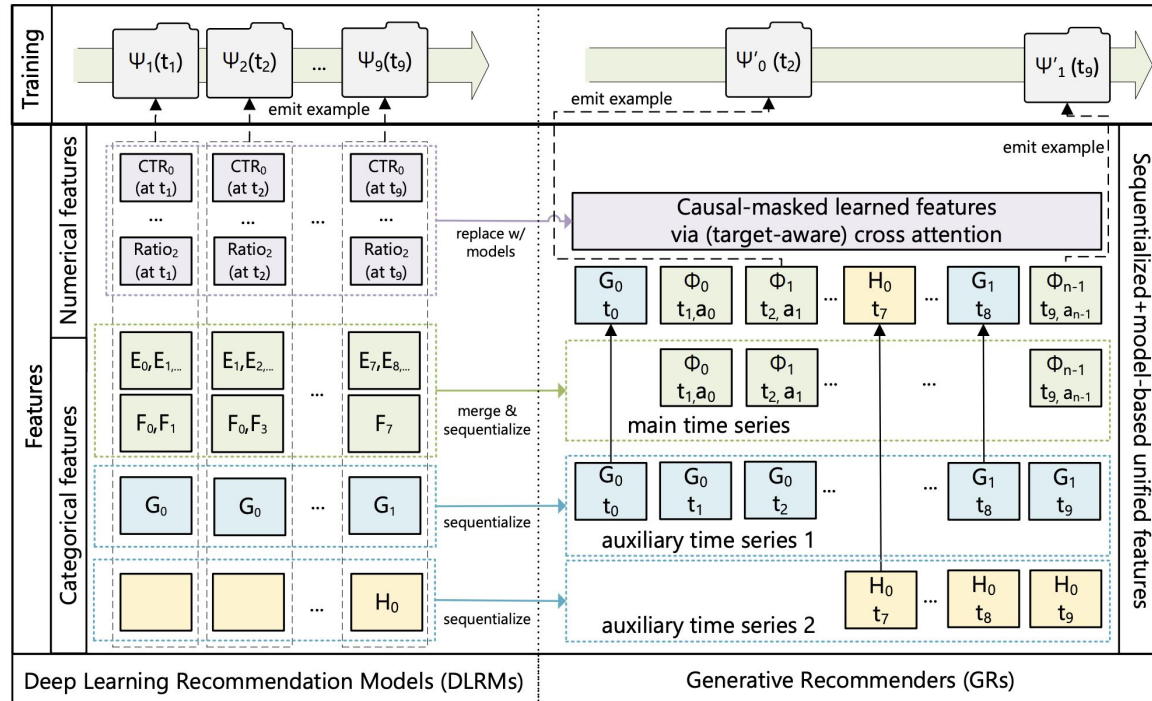 Training
Ψ₁(t₁) Ψ₂(t₂) ... Ψ₉(t₉)
emit example
Ψ'₀ (t₂) Ψ'₁ (t₉)
emit example
emit example
Features
Numerical features
CTR₀ (at t₁) CTR₀ (at t₂) CTR₀ (at t₉)
... ... ... ...
Ratio₂ (at t₁) Ratio₂ (at t₂) Ratio₂ (at t₉)
replace w/
models
Categorical features
E₀,E₁,... E₁,E₂,... ... E₇,E₈,...
F₀,F₁ F₀,F₃ F₇
merge &
sequentialize
G₀ G₀ ... G₁
sequentialize
... H₀
sequentialize
Causal-masked learned features
via (target-aware) cross attention
G₀ Φ₀ Φ₁ ... H₀ ... G₁ Φₙ₋₁
t₀ t₁,a₀ t₂, a₁ t₇ t₈ t₉, aₙ₋₁
Φ₀ Φ₁ ... ... Φₙ₋₁
t₁,a₀ t₂, a₁ t₉, aₙ₋₁
main time series
G₀ G₀ G₀ ... ... G₁ G₁
t₀ t₁ t₂ t₈ t₉
auxiliary time series 1
H₀ ... H₀ H₀
t₇ t₈ t₉
auxiliary time series 2
Sequentialized+model-based unified features
Deep Learning Recommendation Models (DLRMs)
Generative Recommenders (GRs)